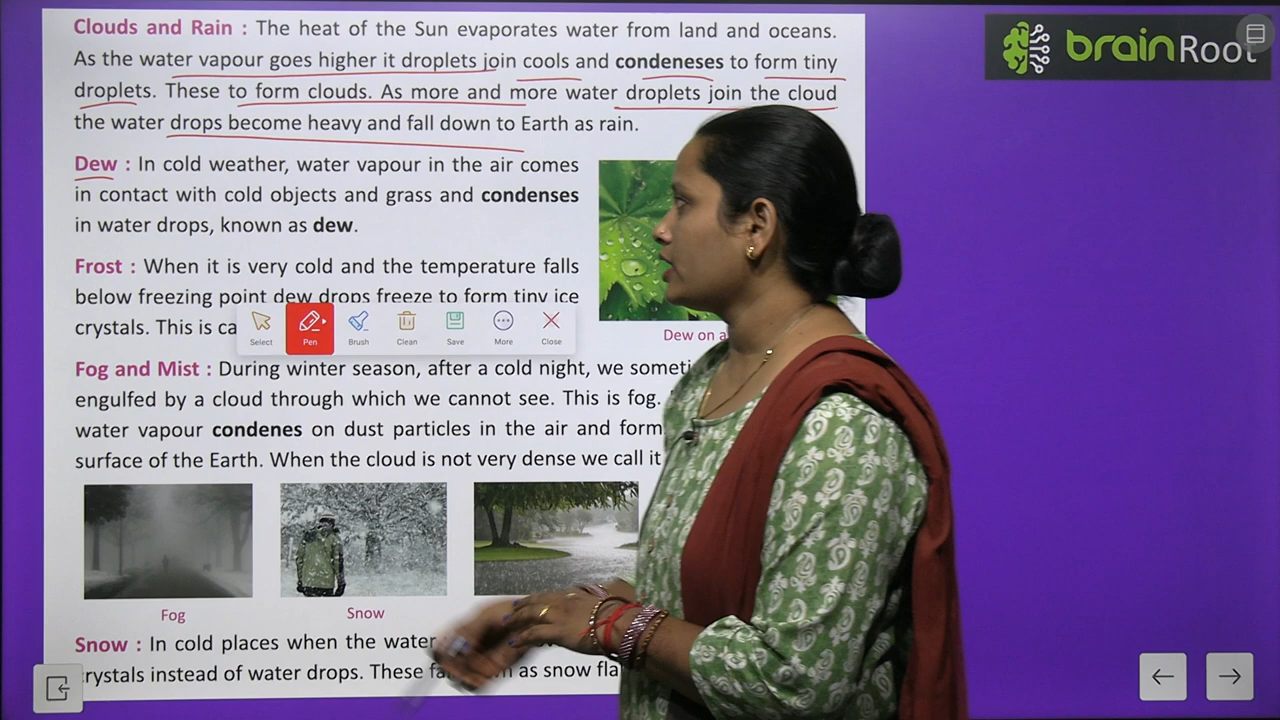 Clouds and Rain : The heat of the Sun evaporates water from land and oceans.
As the water vapour goes higher it droplets join cools and condeneses to form tiny
droplets. These to form clouds. As more and more water droplets join the cloud
the water drops become heavy and fall down to Earth as rain.
brainRoot
Dew : In cold weather, water vapour in the air comes
in contact with cold objects and grass and condenses
in water drops, known as dew.
Frost : When it is very cold and the temperature falls
below freezing point dew drops freeze to form tiny ice
crystals. This is
Select Pen Brush Clean Save More Close
Dew on a
Fog and Mist : During winter season, after a cold night, we
engulfed by a cloud through which we cannot see. This is fog.
water vapour condenes on dust particles in the air and form
surface of the Earth. When the cloud is not very dense we call it
Fog Snow
Snow : In cold places when the water
crystals instead of water drops. These as snow